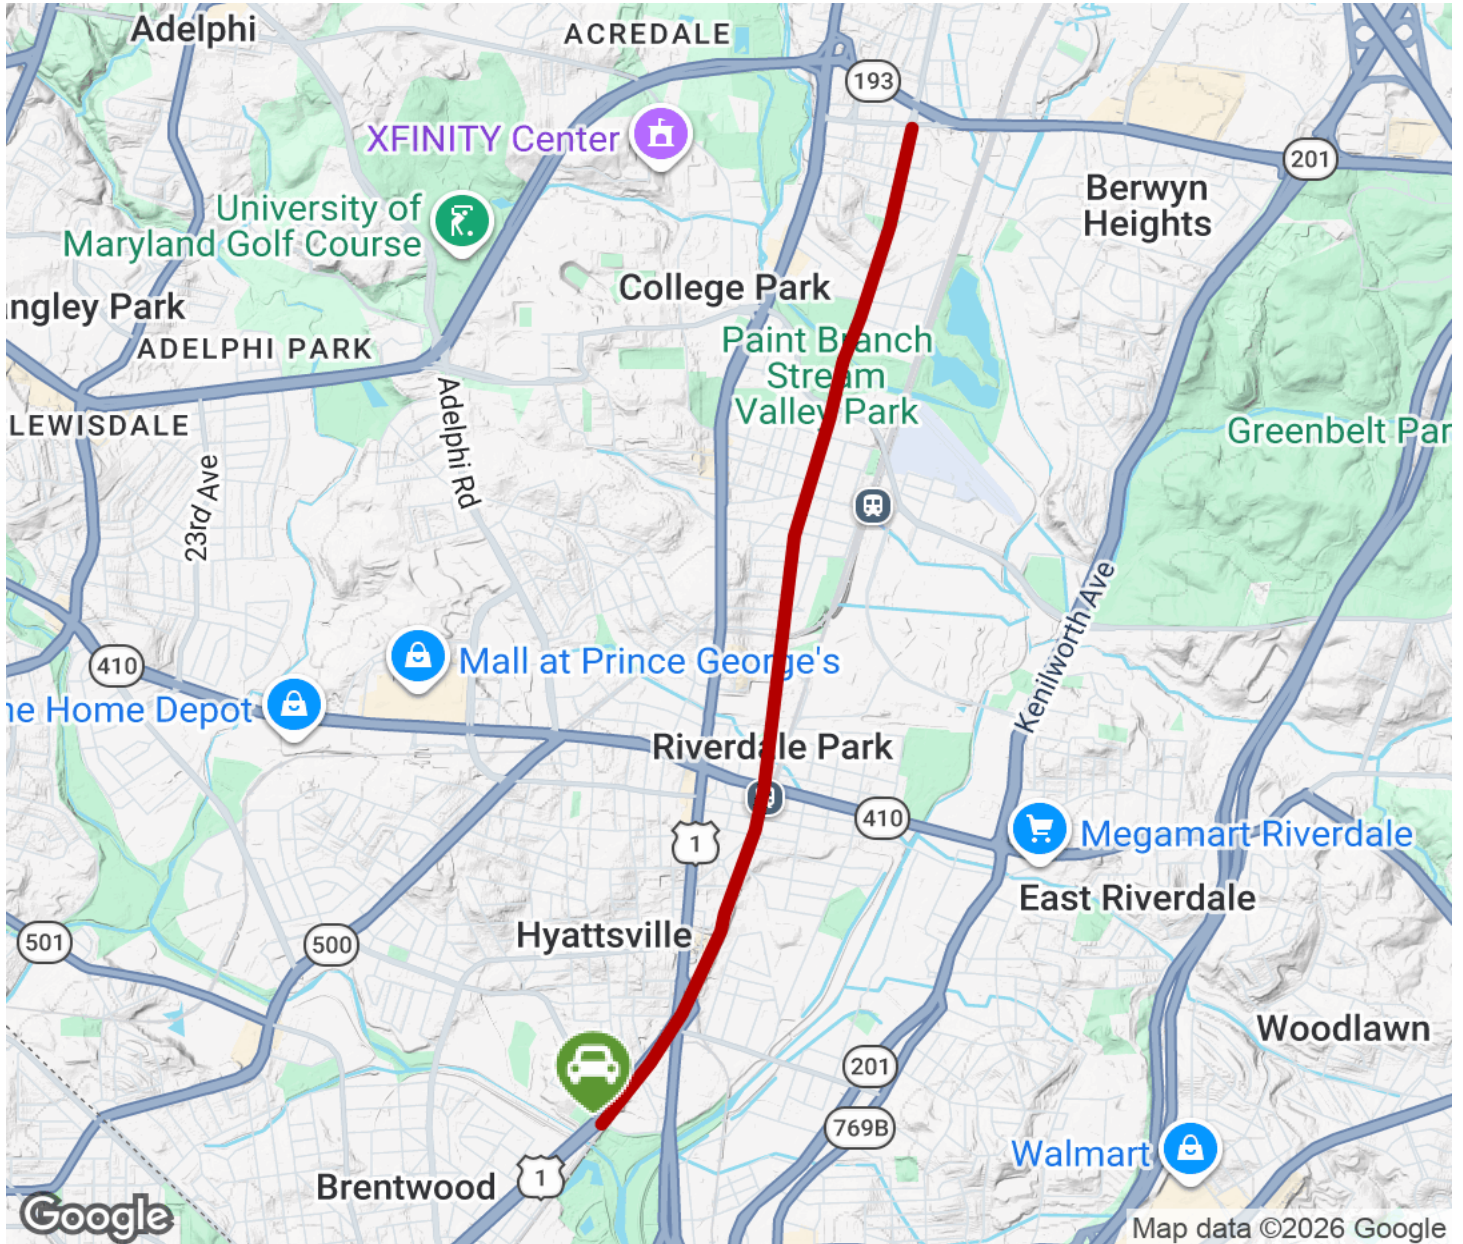 Adelphi
ACREDALE
193
XFINITY Center
201
University of
Maryland Golf Course
Berwyn
Heights
College Park
angley Park
ADELPHI PARK
Paint Branch
Stream
Valley Park
Adelphi Rd
LEWISDALE
Greenbelt Par
23rd Ave
Kenilworth Ave
410
Mall at Prince George's
he Home Depot
Riverdale Park
410
1
Megamart Riverdale
East Riverdale
Hyattsville
501
500
Woodlawn
201
769B
Walmart
1
Brentwood
Google
Map data ©2026 Google